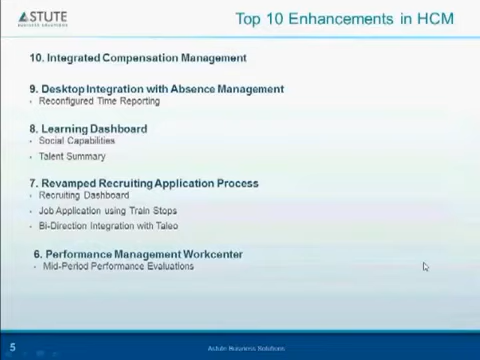 ASTUTE
BUSINESS SOLUTIONS
Top 10 Enhancements in HCM
10. Integrated Compensation Management
9. Desktop Integration with Absence Management
• Reconfigured Time Reporting
8. Learning Dashboard
• Social Capabilities
• Talent Summary
7. Revamped Recruiting Application Process
• Recruiting Dashboard
• Job Application using Train Stops
• Bi-Direction Integration with Taleo
6. Performance Management Workcenter
• Mid-Period Performance Evaluations
5
Astute Business Solutions